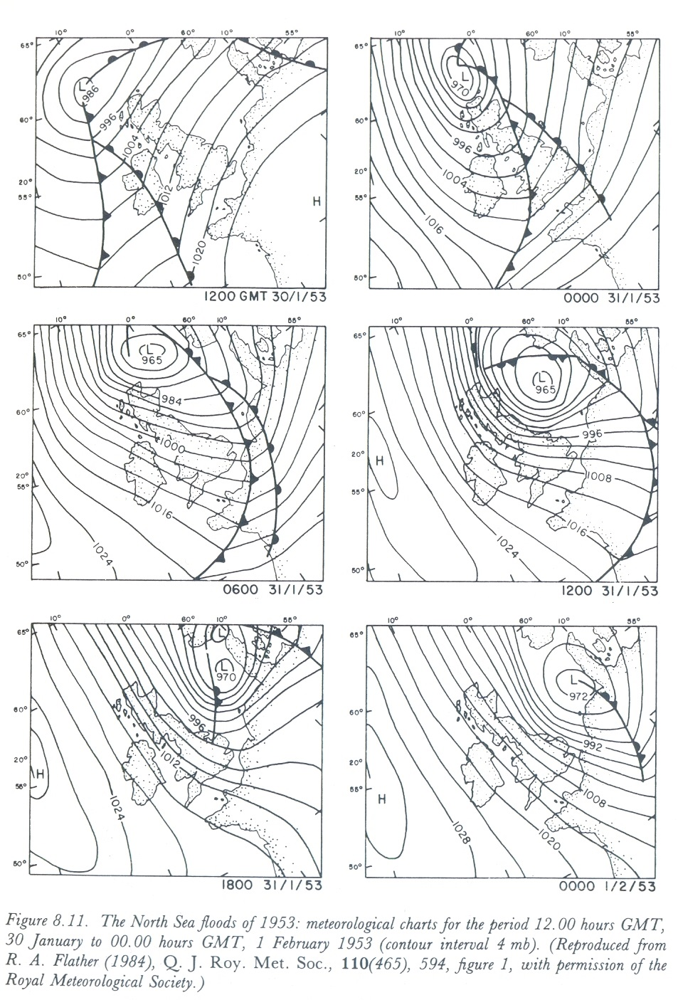 10° 0° 60° 10° 55°
65°
L
986
996
60°
1004
20°
1012
55°
H
1020
50°
1200 GMT 30/1/53
10° 0° 60° 10° 55°
65°
L
970
60°
996
20°
1004
55°
1016
50°
0000 31/1/53
10° 0° 60° 10° 55°
65°
L
965
984
60°
1000
20°
55°
1016
1024
50°
0600 31/1/53
10° 0° 60° 10° 55°
65°
L
965
60°
996
20°
H
1008
55°
1016
1024
50°
1200 31/1/53
10° 0° 60° 10° 55°
65°
L
L
970
60°
996
20°
1012
H
55°
1024
50°
1800 31/1/53
10° 0° 60° 10° 55°
65°
L
972
60°
992
20°
55°
1008
H
1028
1020
50°
0000 1/2/53
Figure 8.11. The North Sea floods of 1953: meteorological charts for the period 12.00 hours GMT,
30 January to 00.00 hours GMT, 1 February 1953 (contour interval 4 mb). (Reproduced from
R. A. Flather (1984), Q. J. Roy. Met. Soc., 110(465), 594, figure 1, with permission of the
Royal Meteorological Society.)